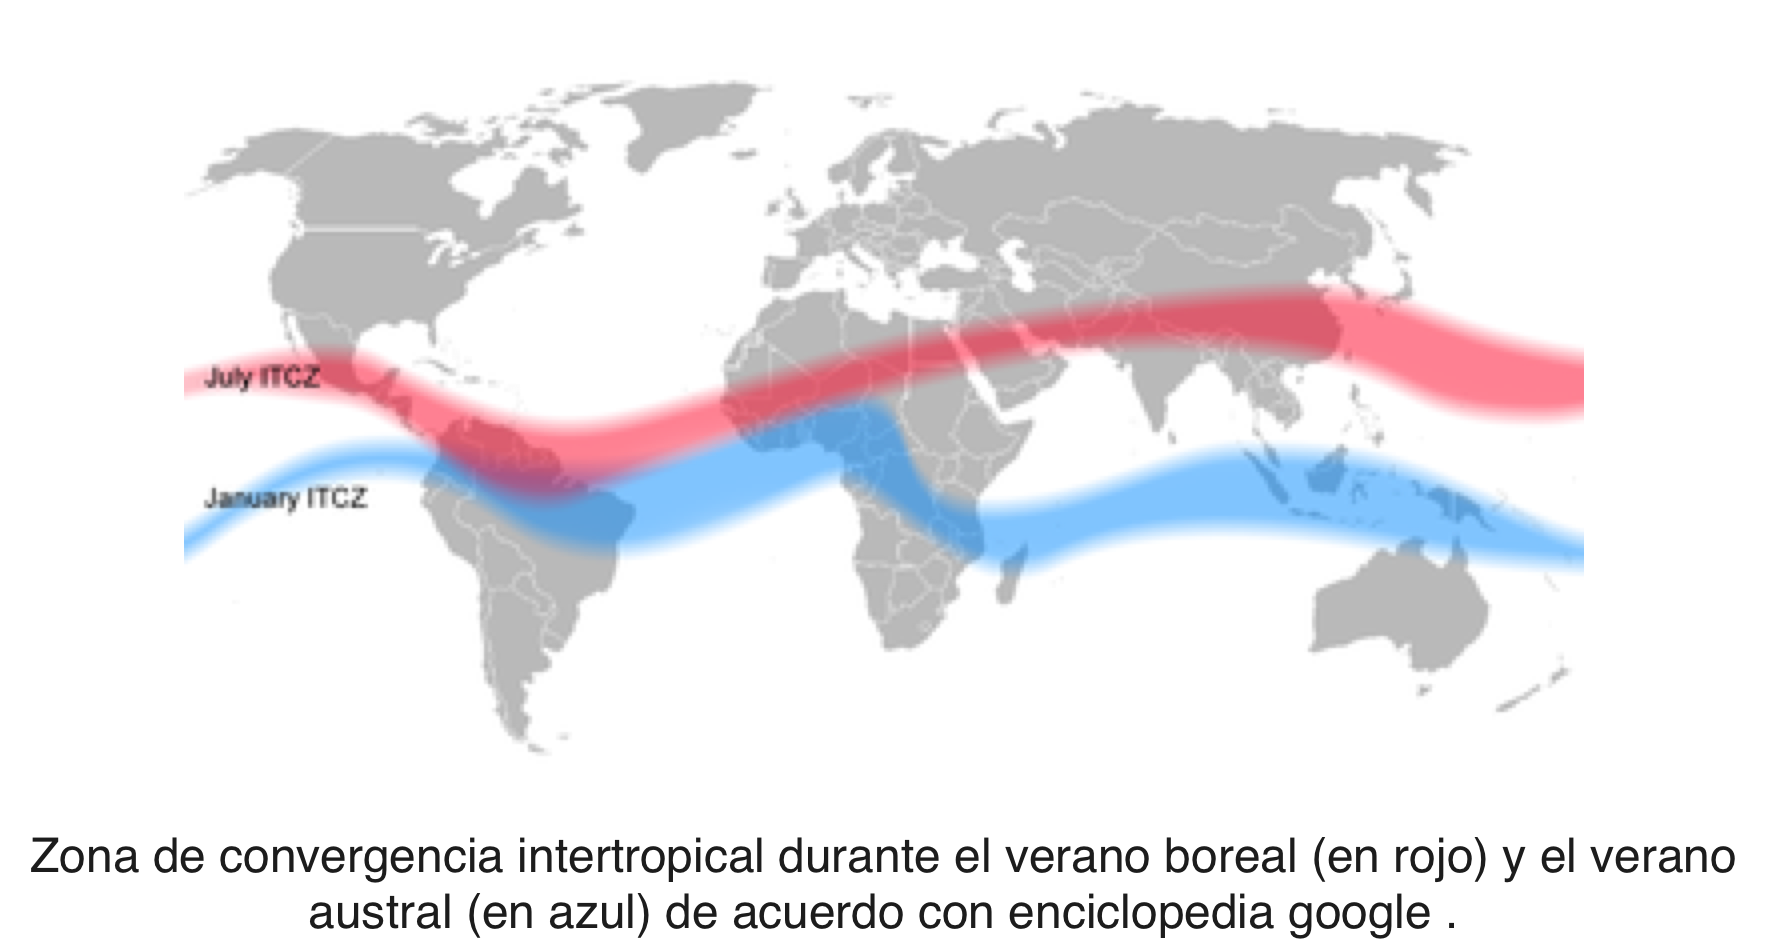 July ITCZ
January ITCZ
Zona de convergencia intertropical durante el verano boreal (en rojo) y el verano
austral (en azul) de acuerdo con enciclopedia google .